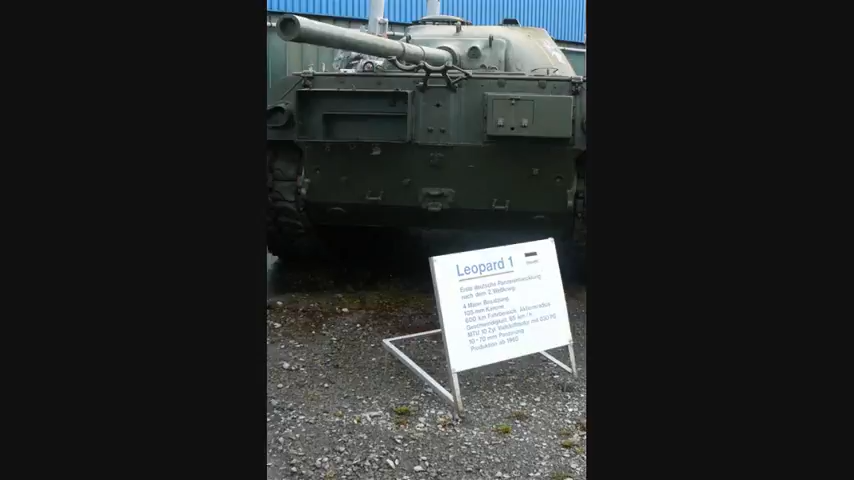 Leopard 1
Erste deutsche Panzerentwicklung
nach dem 2. Weltkrieg
4 Mann Besatzung
105 mm Kanone
600 km Fahrbereich, Aktionsradius
Geschwindigkeit 65 km/h
MTU 10 Zyl. Vielstoffmotor mit 830 PS
10-70 mm Panzerung
Produktion ab 1965